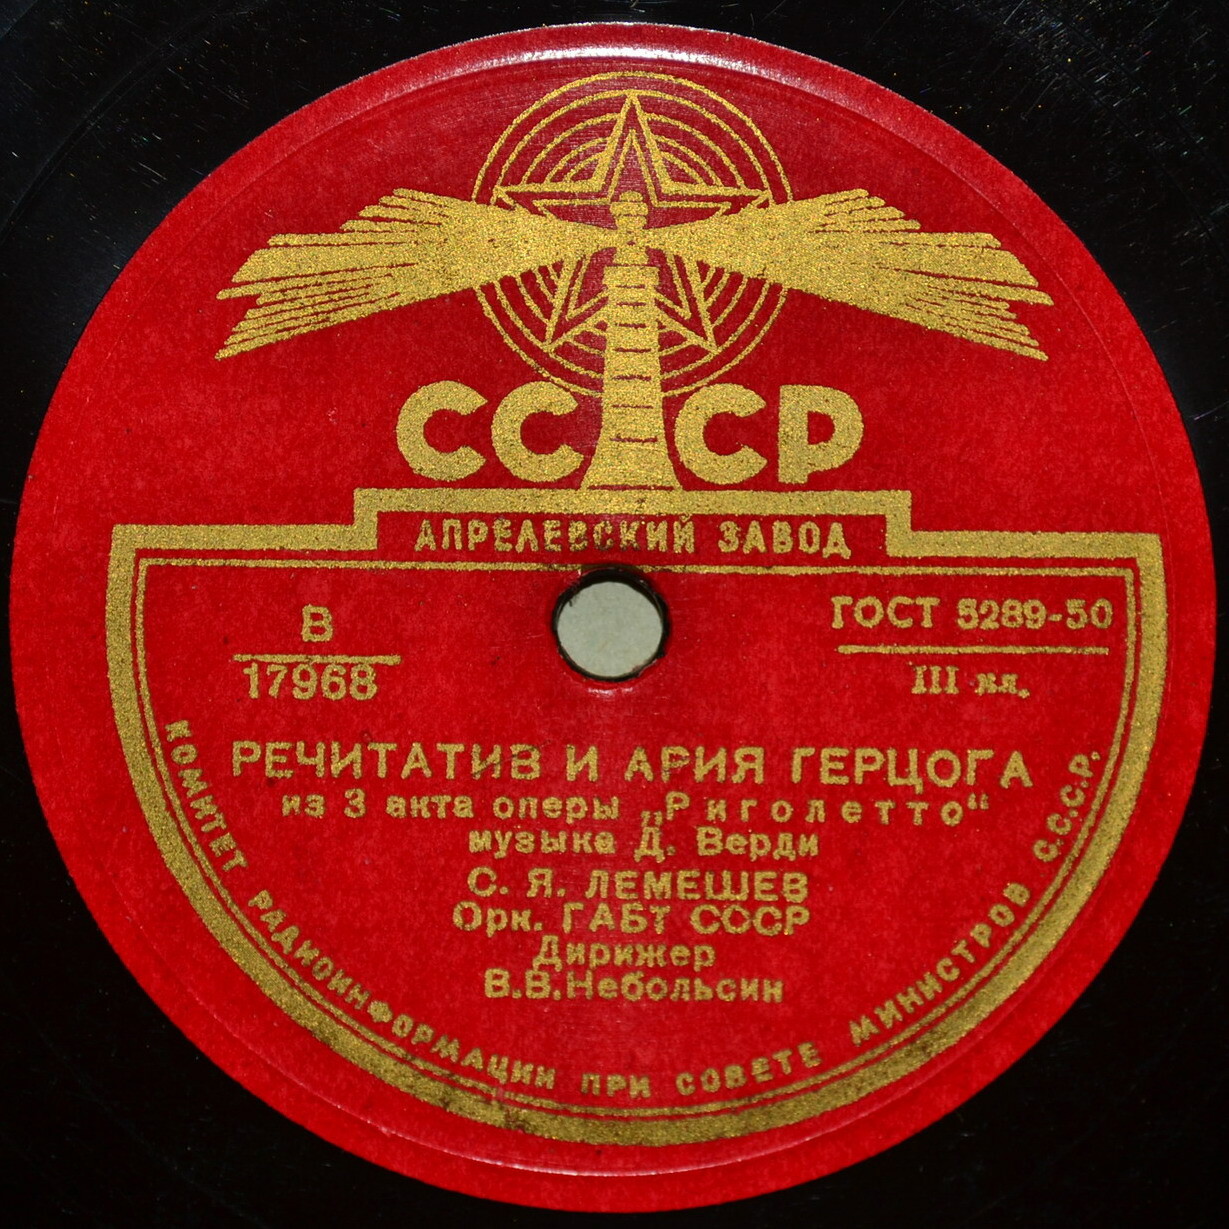 СССР
АПРЕЛЕВСКИЙ ЗАВОД
В
17968
ГОСТ 5289-50
III кл.
РЕЧИТАТИВ И АРИЯ ГЕРЦОГА
из 3 акта оперы „Риголетто“
музыка Д. Верди
С. Я. ЛЕМЕШЕВ
Орк. ГАБТ СССР
Дирижер
В.В.Небольсин
КОМИТЕТ РАДИОИНФОРМАЦИИ ПРИ СОВЕТЕ МИНИСТРОВ С.С.С.Р.